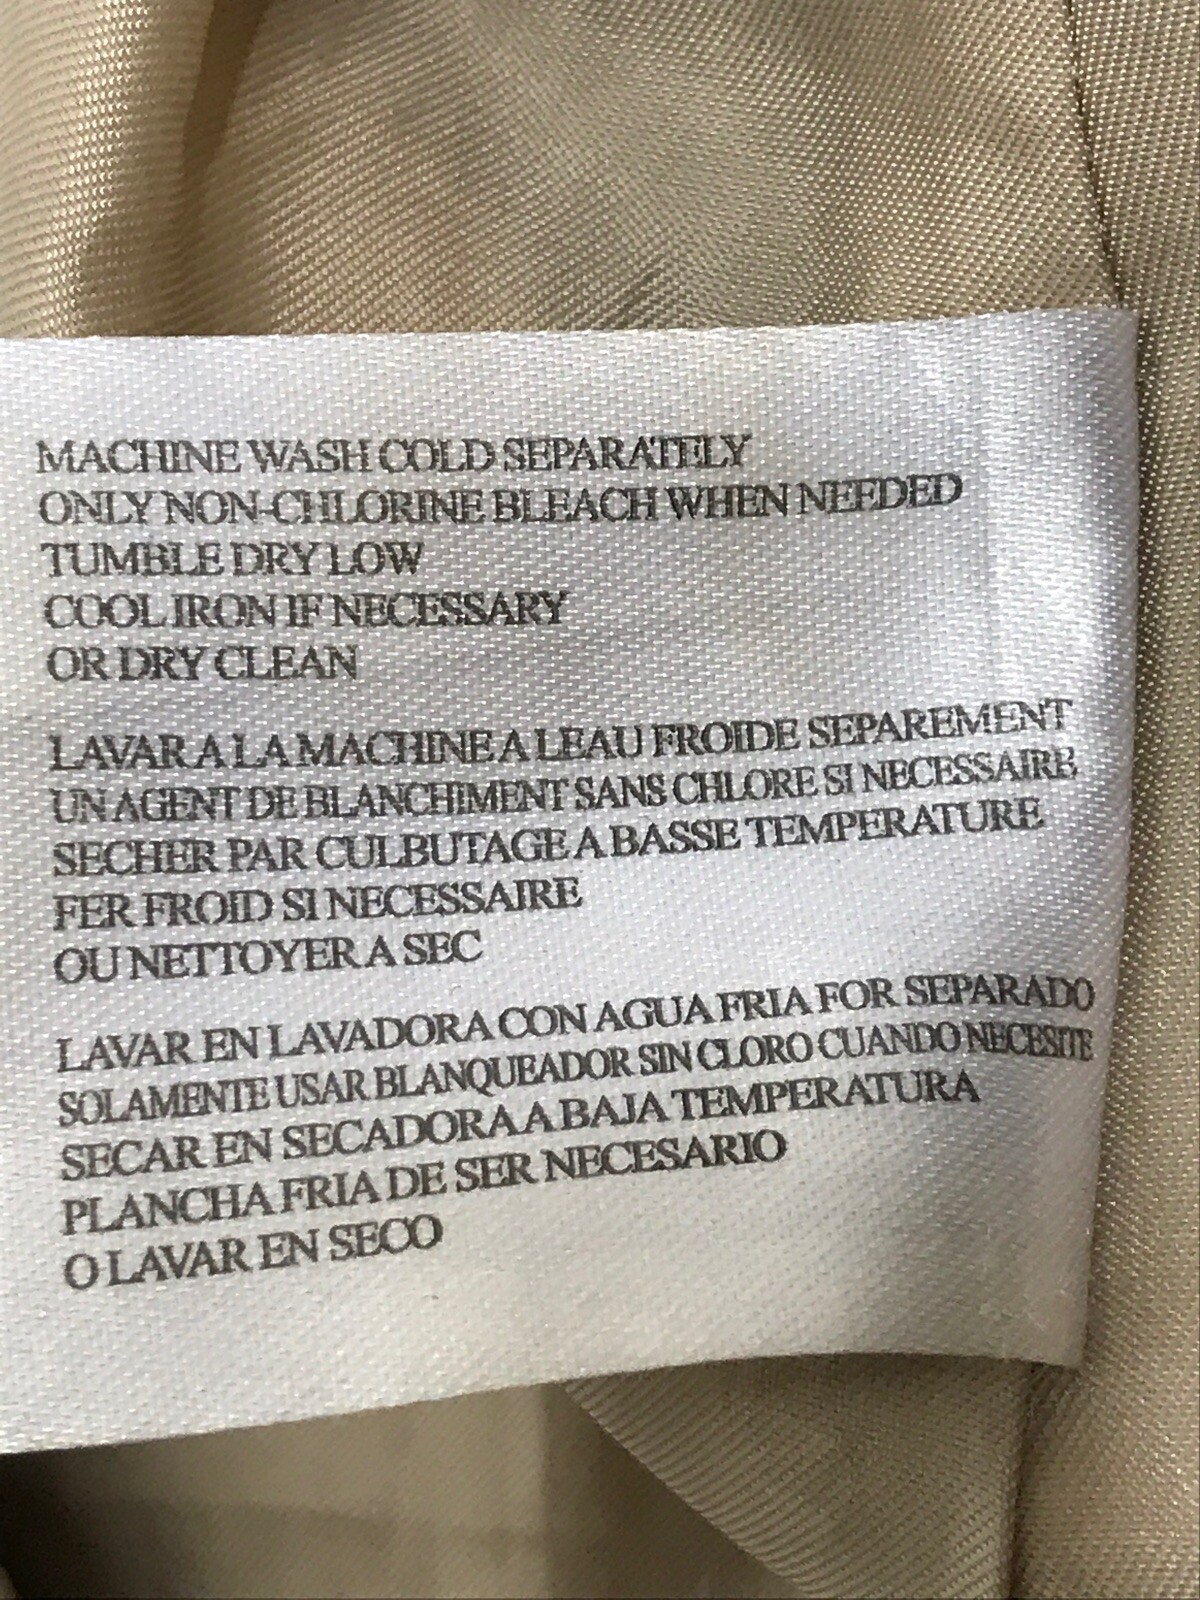 MACHINE WASH COLD SEPARATELY
ONLY NON-CHLORINE BLEACH WHEN NEEDED
TUMBLE DRY LOW
COOL IRON IF NECESSARY
OR DRY CLEAN
LAVAR A LA MACHINE A LEAU FROIDE SEPAREMENT
UN AGENT DE BLANCHIMENT SANS CHLORE SI NECESSAIRE
SECHER PAR CULBUTAGE A BASSE TEMPERATURE
FER FROID SI NECESSAIRE
OU NETTOYER A SEC
LAVAR EN LAVADORA CON AGUA FRIA FOR SEPARADO
SOLAMENTE USAR BLANQUEADOR SIN CLORO CUANDO NECESITE
SECAR EN SECADORA A BAJA TEMPERATURA
PLANCHA FRIA DE SER NECESARIO
O LAVAR EN SECO